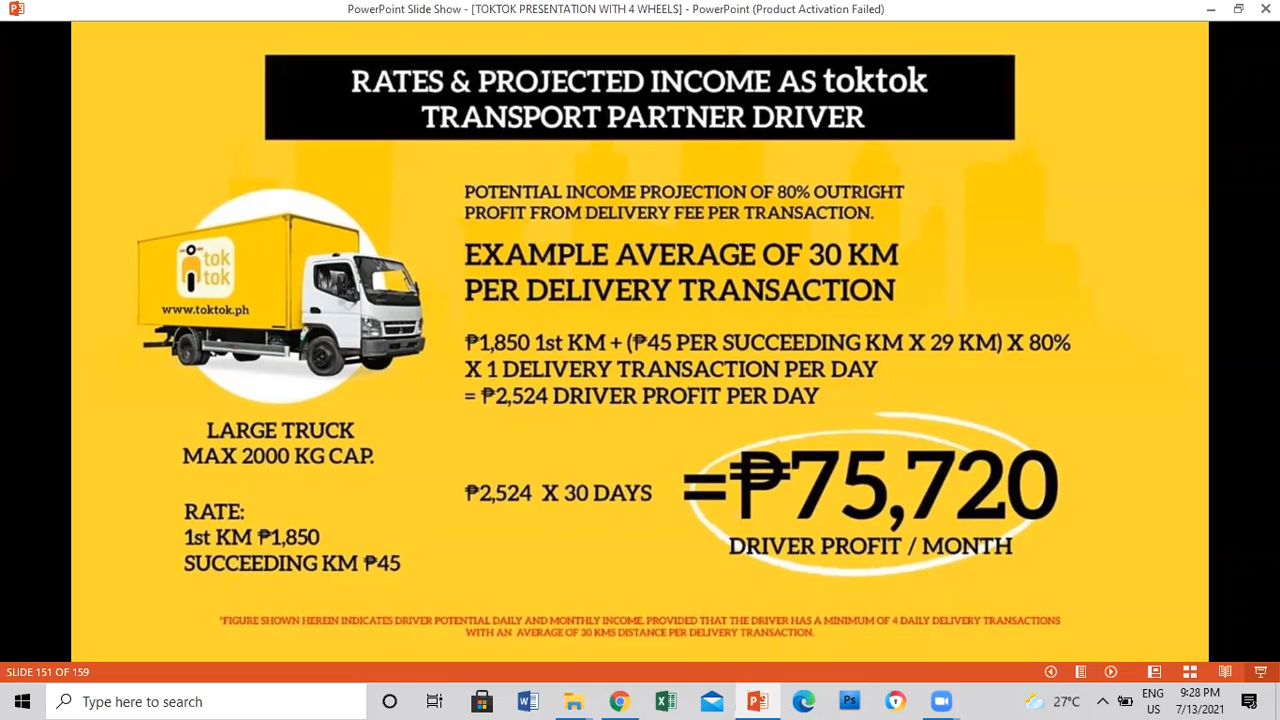 PowerPoint Slide Show - [TOKTOK PRESENTATION WITH 4 WHEELS] - PowerPoint (Product Activation Failed)
RATES & PROJECTED INCOME AS toktok
TRANSPORT PARTNER DRIVER
POTENTIAL INCOME PROJECTION OF 80% OUTRIGHT
PROFIT FROM DELIVERY FEE PER TRANSACTION.
EXAMPLE AVERAGE OF 30 KM
PER DELIVERY TRANSACTION
₱1,850 1st KM + (₱45 PER SUCCEEDING KM X 29 KM) X 80%
X 1 DELIVERY TRANSACTION PER DAY
= ₱2,524 DRIVER PROFIT PER DAY
tok
tok
www.toktok.ph
LARGE TRUCK
MAX 2000 KG CAP.
RATE:
1st KM ₱1,850
SUCCEEDING KM ₱45
₱2,524 X 30 DAYS
=₱75,720
DRIVER PROFIT / MONTH
*FIGURE SHOWN HEREIN INDICATES DRIVER POTENTIAL DAILY AND MONTHLY INCOME, PROVIDED THAT THE DRIVER HAS A MINIMUM OF 4 DAILY DELIVERY TRANSACTIONS
WITH AN AVERAGE OF 30 KMS DISTANCE PER DELIVERY TRANSACTION.
SLIDE 151 OF 159
Type here to search
27°C
ENG
US
9:28 PM
7/13/2021